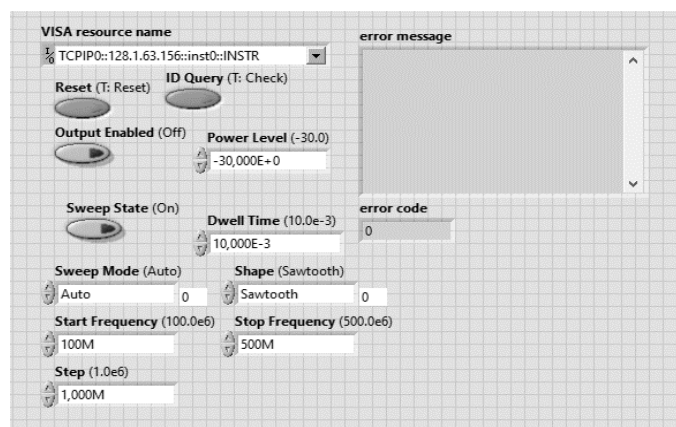 VISA resource name
error message
I/O TCPIP0::128.1.63.156::inst0::INSTR
Reset (T: Reset)
ID Query (T: Check)
Output Enabled (Off)
Power Level (-30.0)
-30,000E+0
Sweep State (On)
Dwell Time (10.0e-3)
error code
10,000E-3
0
Sweep Mode (Auto)
Shape (Sawtooth)
Auto
0
Sawtooth
0
Start Frequency (100.0e6)
Stop Frequency (500.0e6)
100M
500M
Step (1.0e6)
1,000M